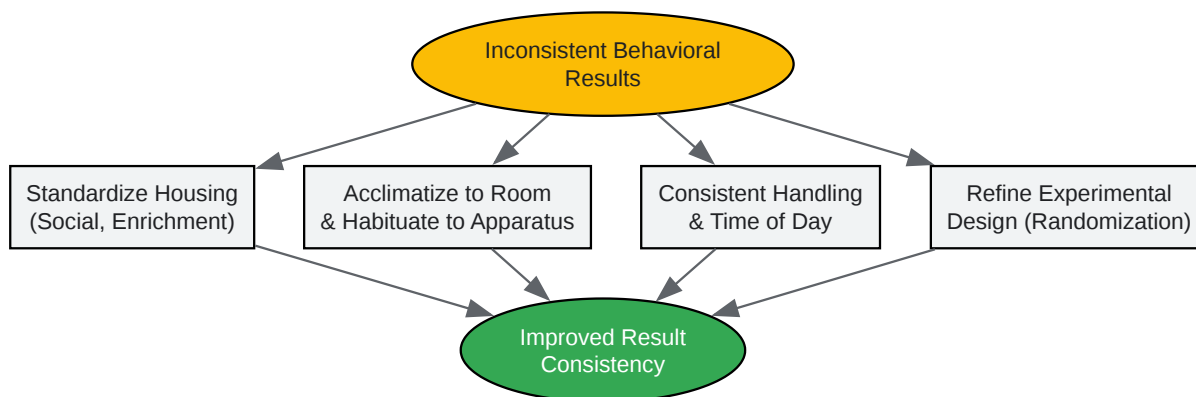 Inconsistent Behavioral
Results
Standardize Housing
(Social, Enrichment)
Acclimatize to Room
& Habituate to Apparatus
Consistent Handling
& Time of Day
Refine Experimental
Design (Randomization)
Improved Result
Consistency